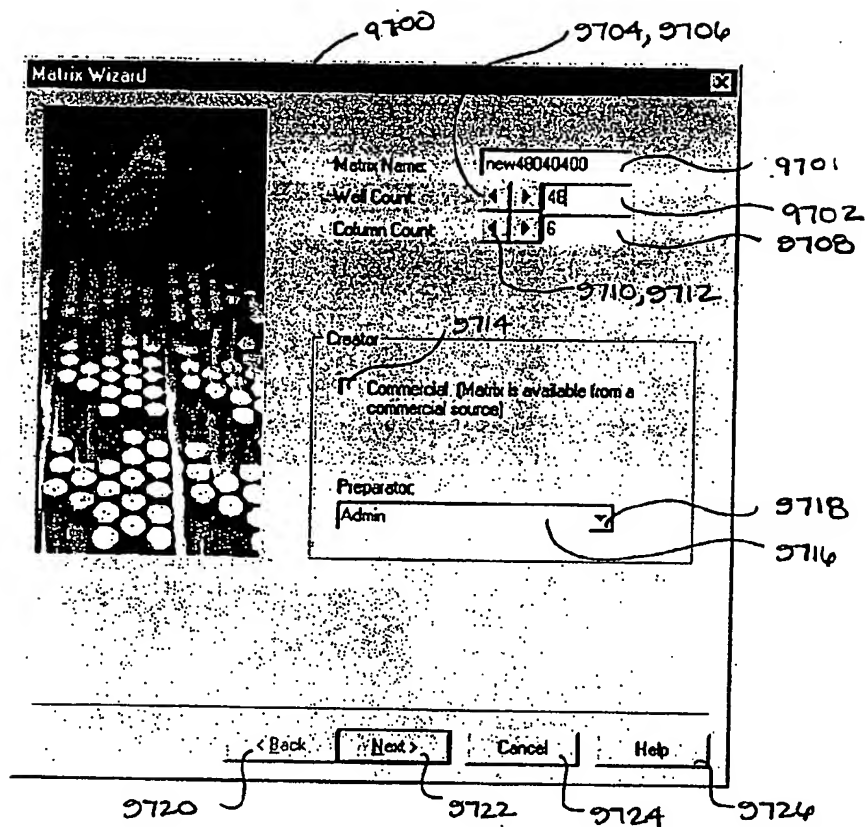 9700
9704, 9706
Matrix Wizard
Matrix Name: new48040400
9701
Well Count: 48
9702
Column Count: 6
9708
9710, 9712
9714
Creator
Commercial (Matrix is available from a
commercial source)
Preparator:
Admin
9718
9716
< Back Next > Cancel Help
9720 9722 9724 9726